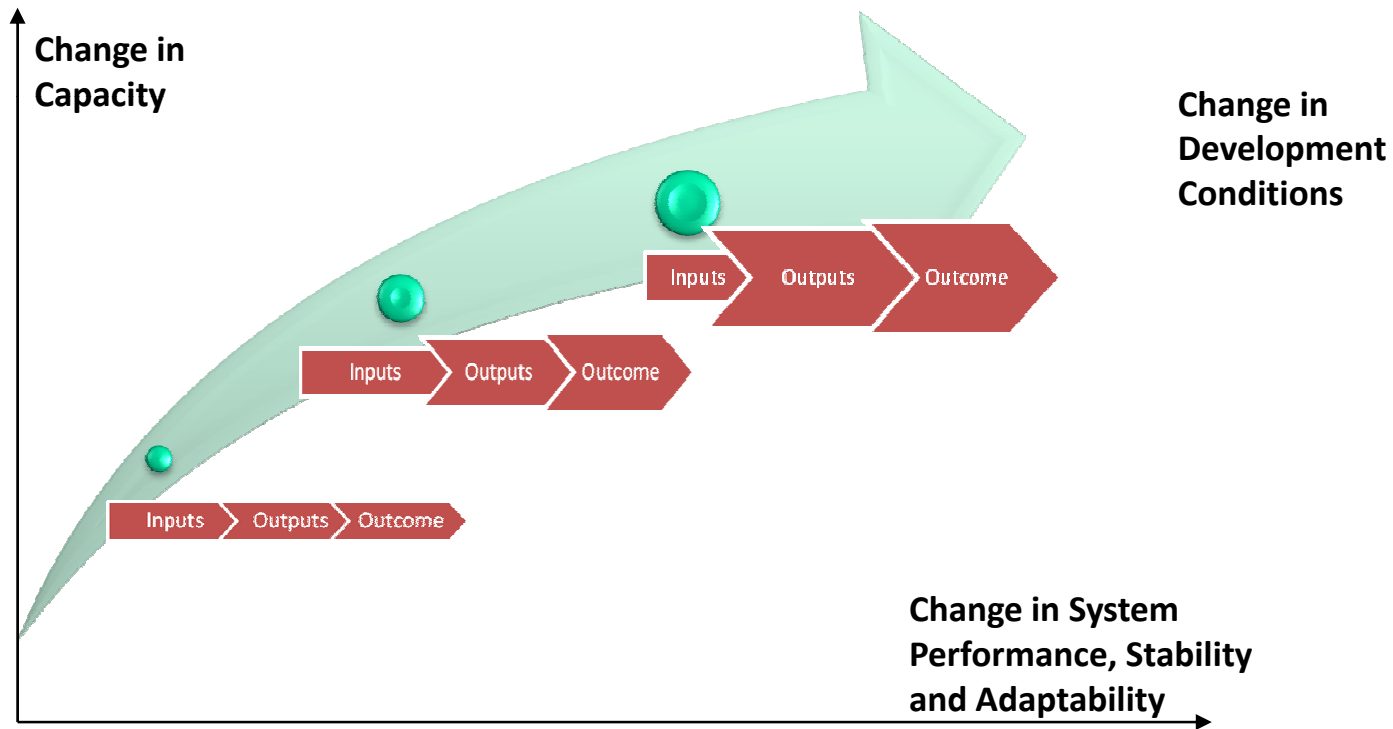 Change in
Capacity
Change in
Development
Conditions
Inputs Outputs Outcome
Inputs Outputs Outcome
Inputs Outputs Outcome
Change in System
Performance, Stability
and Adaptability